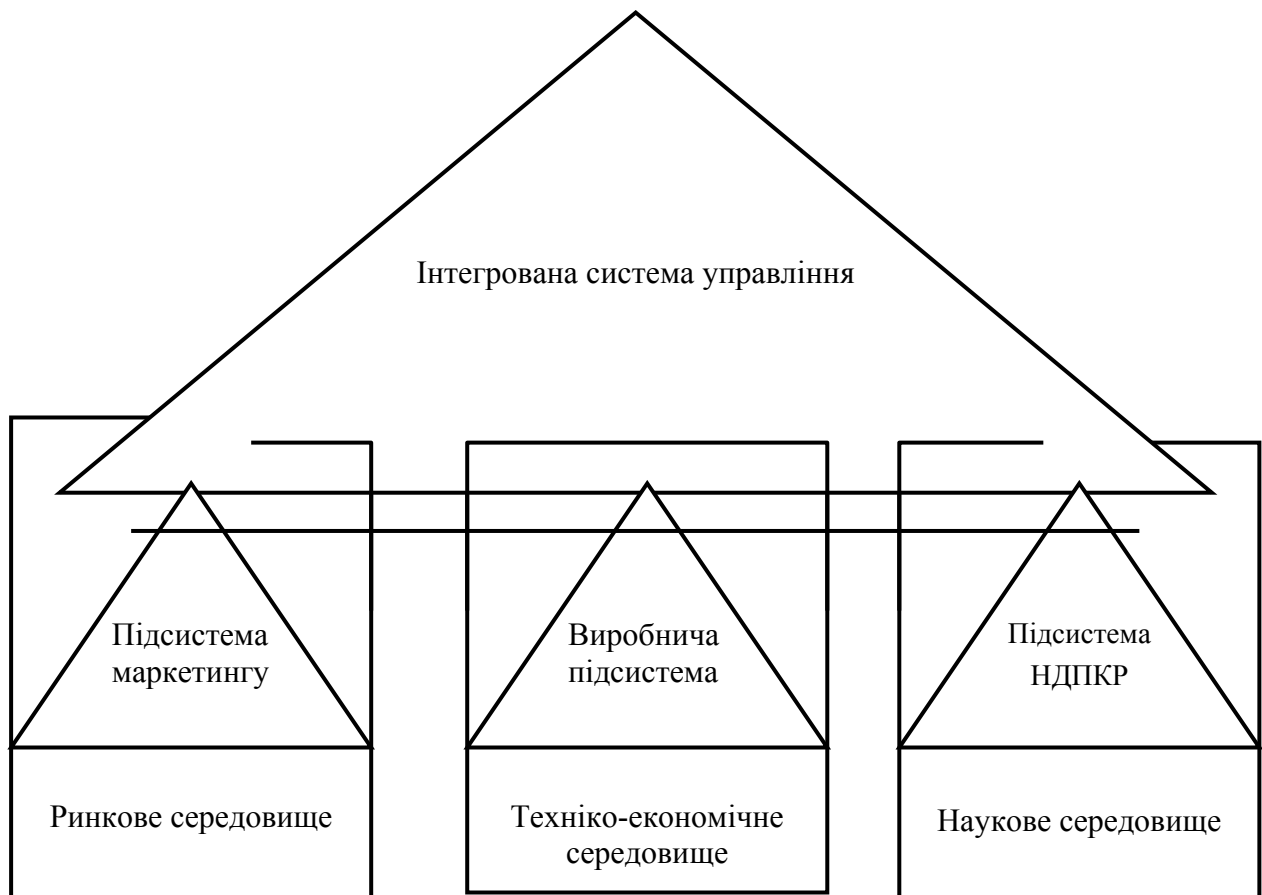 Інтегрована система управління
Підсистема
маркетингу
Виробнича
підсистема
Підсистема
НДПКР
Ринкове середовище
Техніко-економічне
середовище
Наукове середовище